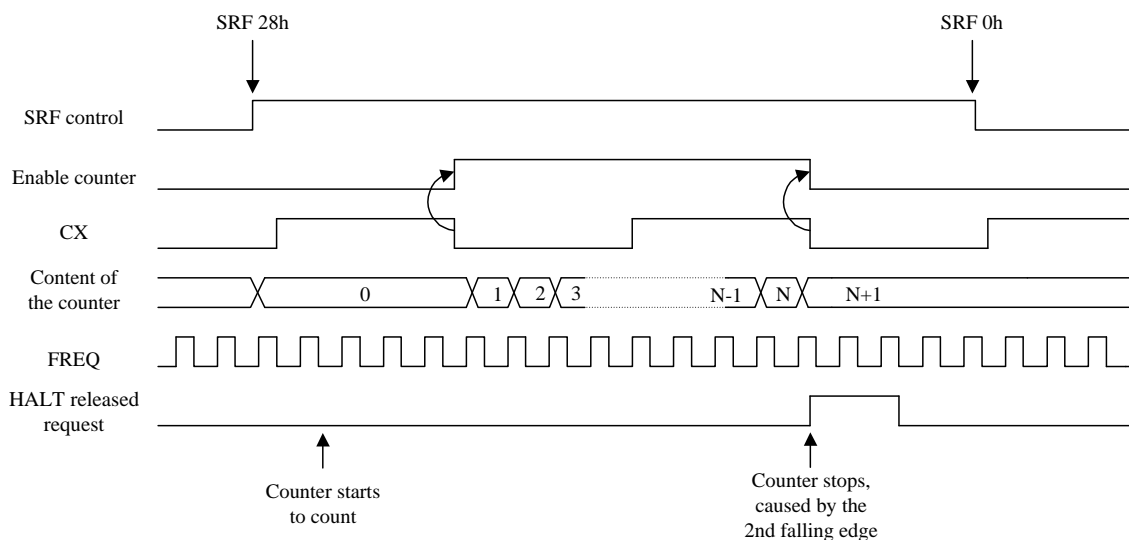 SRF 28h
SRF 0h
SRF control
Enable counter
CX
Content of
the counter
0 1 2 3 N-1 N N+1
FREQ
HALT released
request
Counter starts
to count
Counter stops,
caused by the
2nd falling edge